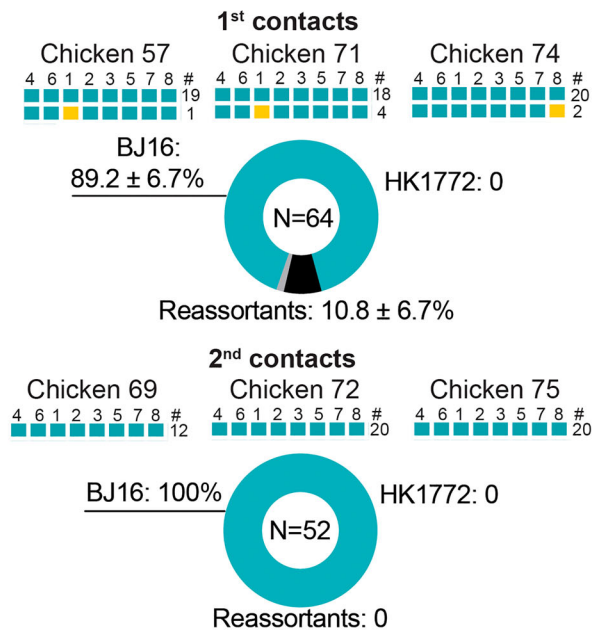 1st contacts
Chicken 57 Chicken 71 Chicken 74
4 6 1 2 3 5 7 8 # 4 6 1 2 3 5 7 8 # 4 6 1 2 3 5 7 8 #
19 18 20
1 4 2
BJ16:
89.2 ± 6.7%
HK1772: 0
N=64
Reassortants: 10.8 ± 6.7%
2nd contacts
Chicken 69 Chicken 72 Chicken 75
4 6 1 2 3 5 7 8 # 4 6 1 2 3 5 7 8 # 4 6 1 2 3 5 7 8 #
12 20 20
BJ16: 100% HK1772: 0
N=52
Reassortants: 0